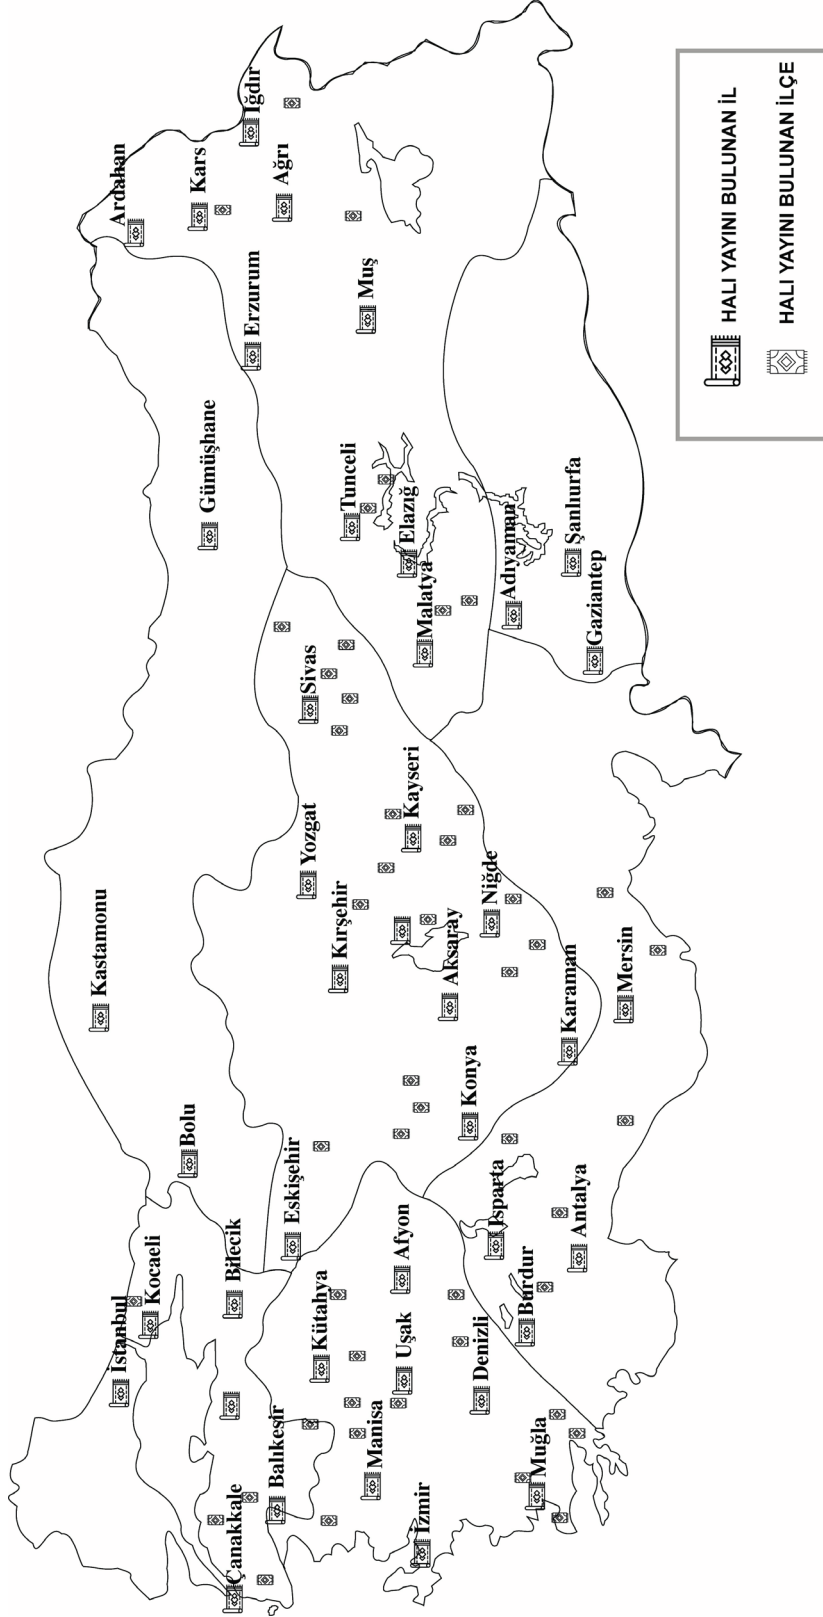 Ardahan
Kars
Iğdır
Ağrı
Erzurum
Muş
Gümüşhane
Tunceli
Elazığ
Malatya
Adıyaman
Şanlıurfa
Gaziantep
Sivas
Kayseri
Yozgat
Kırşehir
Niğde
Aksaray
Kastamonu
Karaman
Mersin
Konya
Bolu
Eskişehir
Isparta
Antalya
Afyon
Burdur
Bilecik
Kocaeli
İstanbul
Kütahya
Uşak
Denizli
Manisa
Balıkesir
Muğla
İzmir
Çanakkale
HALI YAYINI BULUNAN İL
HALI YAYINI BULUNAN İLÇE